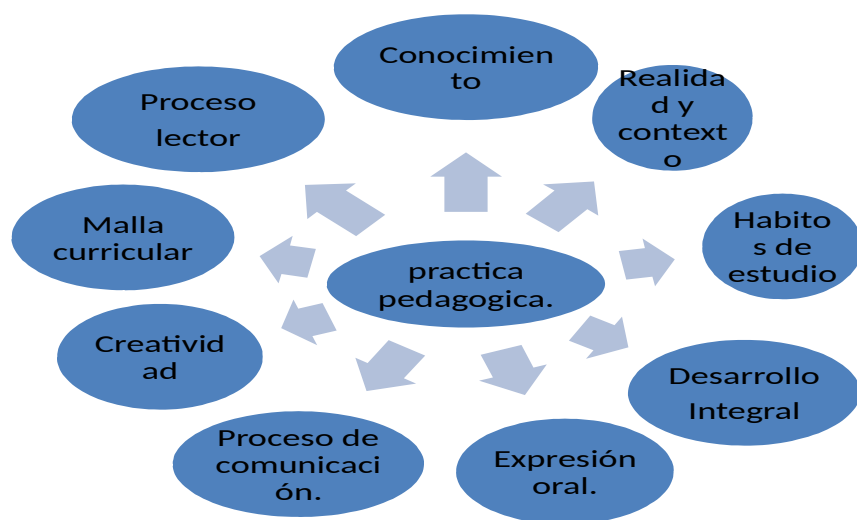 Conocimien
to
Realida
d y
context
o
Proceso
lector
Malla
curricular
Habito
s de
estudio
practica
pedagogica.
Creativid
ad
Desarrollo
Integral
Proceso de
comunicaci
ón.
Expresión
oral.